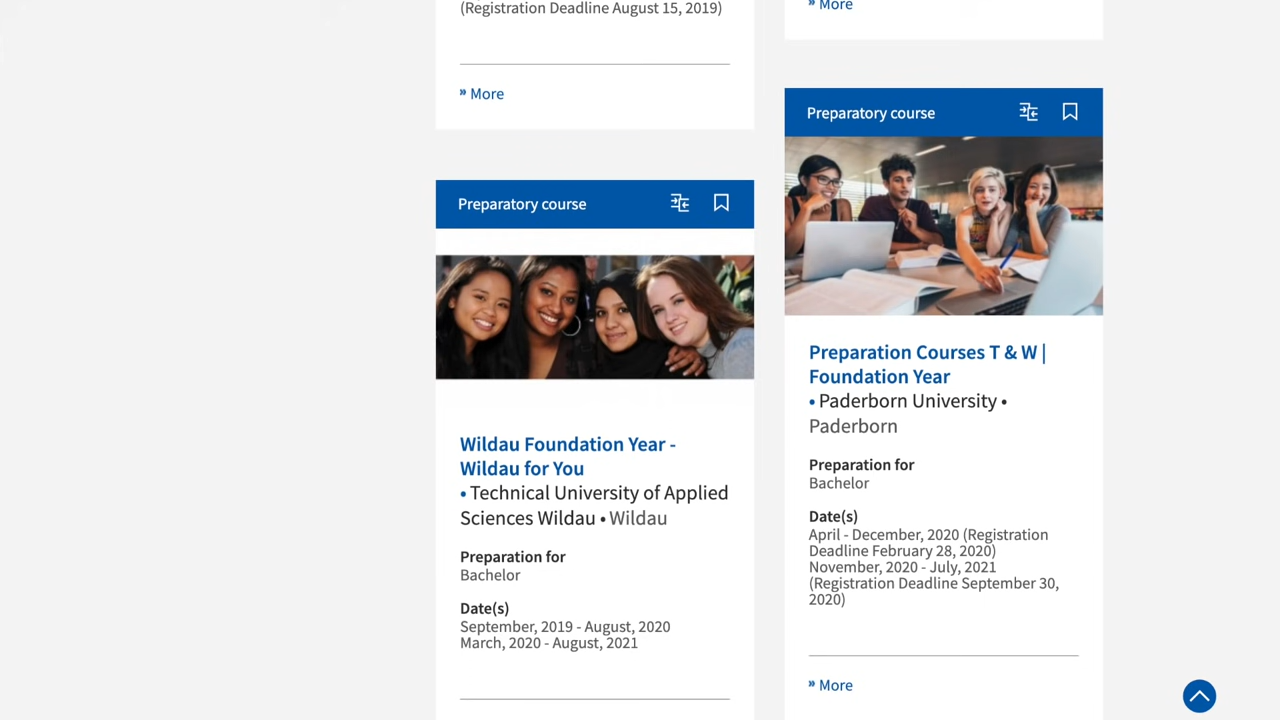 (Registration Deadline August 15, 2019)
» More
Preparatory course
Wildau Foundation Year -
Wildau for You
• Technical University of Applied
Sciences Wildau • Wildau
Preparation for
Bachelor
Date(s)
September, 2019 - August, 2020
March, 2020 - August, 2021
» More
Preparatory course
Preparation Courses T & W |
Foundation Year
• Paderborn University •
Paderborn
Preparation for
Bachelor
Date(s)
April - December, 2020 (Registration
Deadline February 28, 2020)
November, 2020 - July, 2021
(Registration Deadline September 30,
2020)
» More